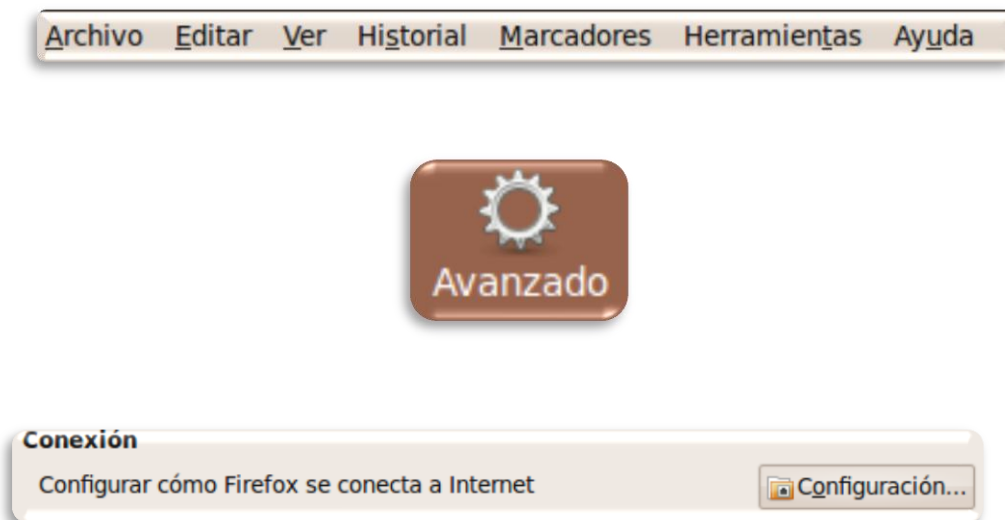 Archivo Editar Ver Historial Marcadores Herramientas Ayuda
Avanzado
Conexión
Configurar cómo Firefox se conecta a Internet Configuración...